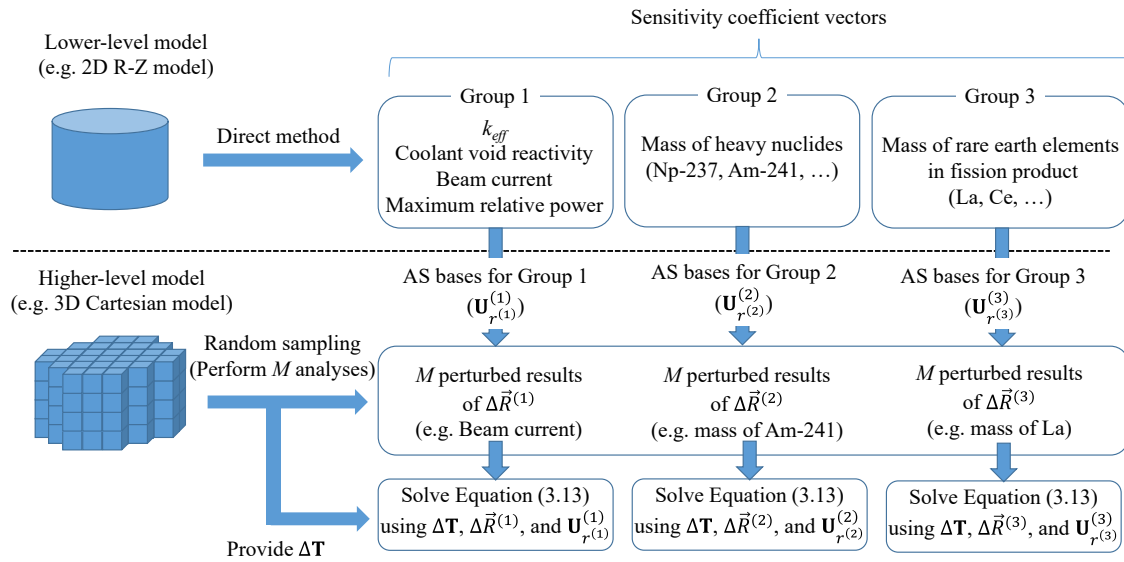 Sensitivity coefficient vectors
Lower-level model
(e.g. 2D R-Z model)
Direct method
Group 1
k_eff
Coolant void reactivity
Beam current
Maximum relative power
Group 2
Mass of heavy nuclides
(Np-237, Am-241, …)
Group 3
Mass of rare earth elements
in fission product
(La, Ce, …)
Higher-level model
(e.g. 3D Cartesian model)
AS bases for Group 1
(𝐔_{r^{(1)}}^{(1)})
AS bases for Group 2
(𝐔_{r^{(2)}}^{(2)})
AS bases for Group 3
(𝐔_{r^{(3)}}^{(3)})
Random sampling
(Perform M analyses)
M perturbed results
of ΔR⃗^{(1)}
(e.g. Beam current)
M perturbed results
of ΔR⃗^{(2)}
(e.g. mass of Am-241)
M perturbed results
of ΔR⃗^{(3)}
(e.g. mass of La)
Provide Δ𝐓
Solve Equation (3.13)
using Δ𝐓, ΔR⃗^{(1)}, and 𝐔_{r^{(1)}}^{(1)}
Solve Equation (3.13)
using Δ𝐓, ΔR⃗^{(2)}, and 𝐔_{r^{(2)}}^{(2)}
Solve Equation (3.13)
using Δ𝐓, ΔR⃗^{(3)}, and 𝐔_{r^{(3)}}^{(3)}